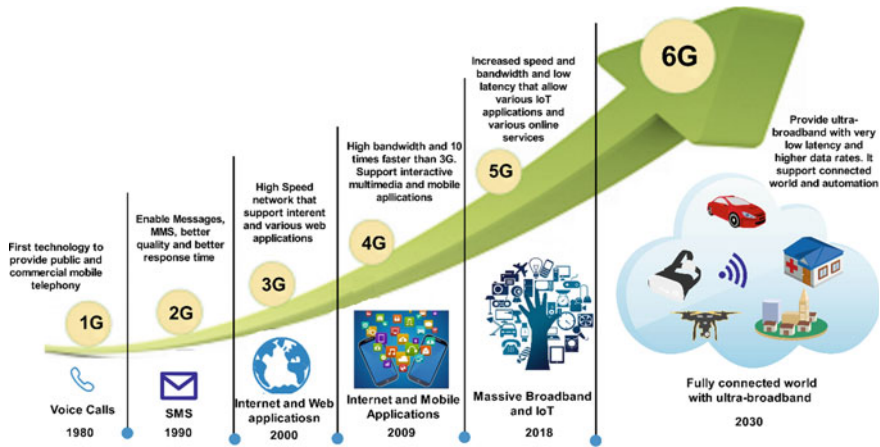 First technology to
provide public and
commercial mobile
telephony
1G
Voice Calls
1980
Enable Messages,
MMS, better
quality and better
response time
2G
SMS
1990
High Speed
network that
support interent
and various web
applications
3G
Internet and Web
applicatiosn
2000
High bandwidth and 10
times faster than 3G.
Support interactive
multimedia and mobile
apllications
4G
Internet and Mobile
Applications
2009
Increased speed and
bandwidth and low
latency that allow
various IoT
applications and
various online
services
5G
Massive Broadband
and IoT
2018
6G
Provide ultra-
broadband with very
low latency and
higher data rates. It
support connected
world and automation
Fully connected world
with ultra-broadband
2030